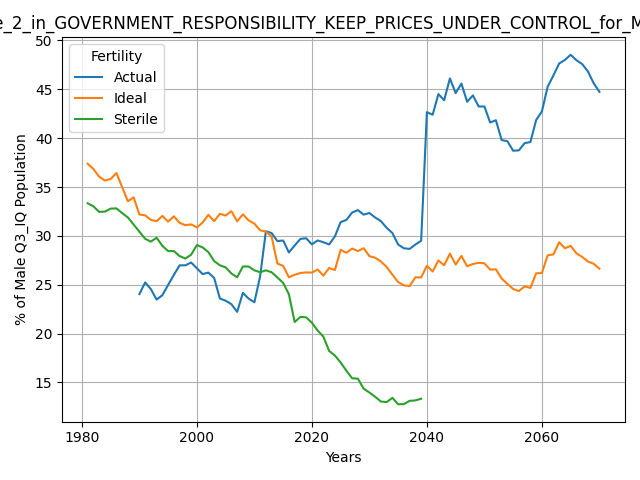 e_2_in_GOVERNMENT_RESPONSIBILITY_KEEP_PRICES_UNDER_CONTROL_for_M
Fertility
Actual
Ideal
Sterile
% of Male Q3_IQ Population
50
45
40
35
30
25
20
15
1980
2000
2020
2040
2060
Years